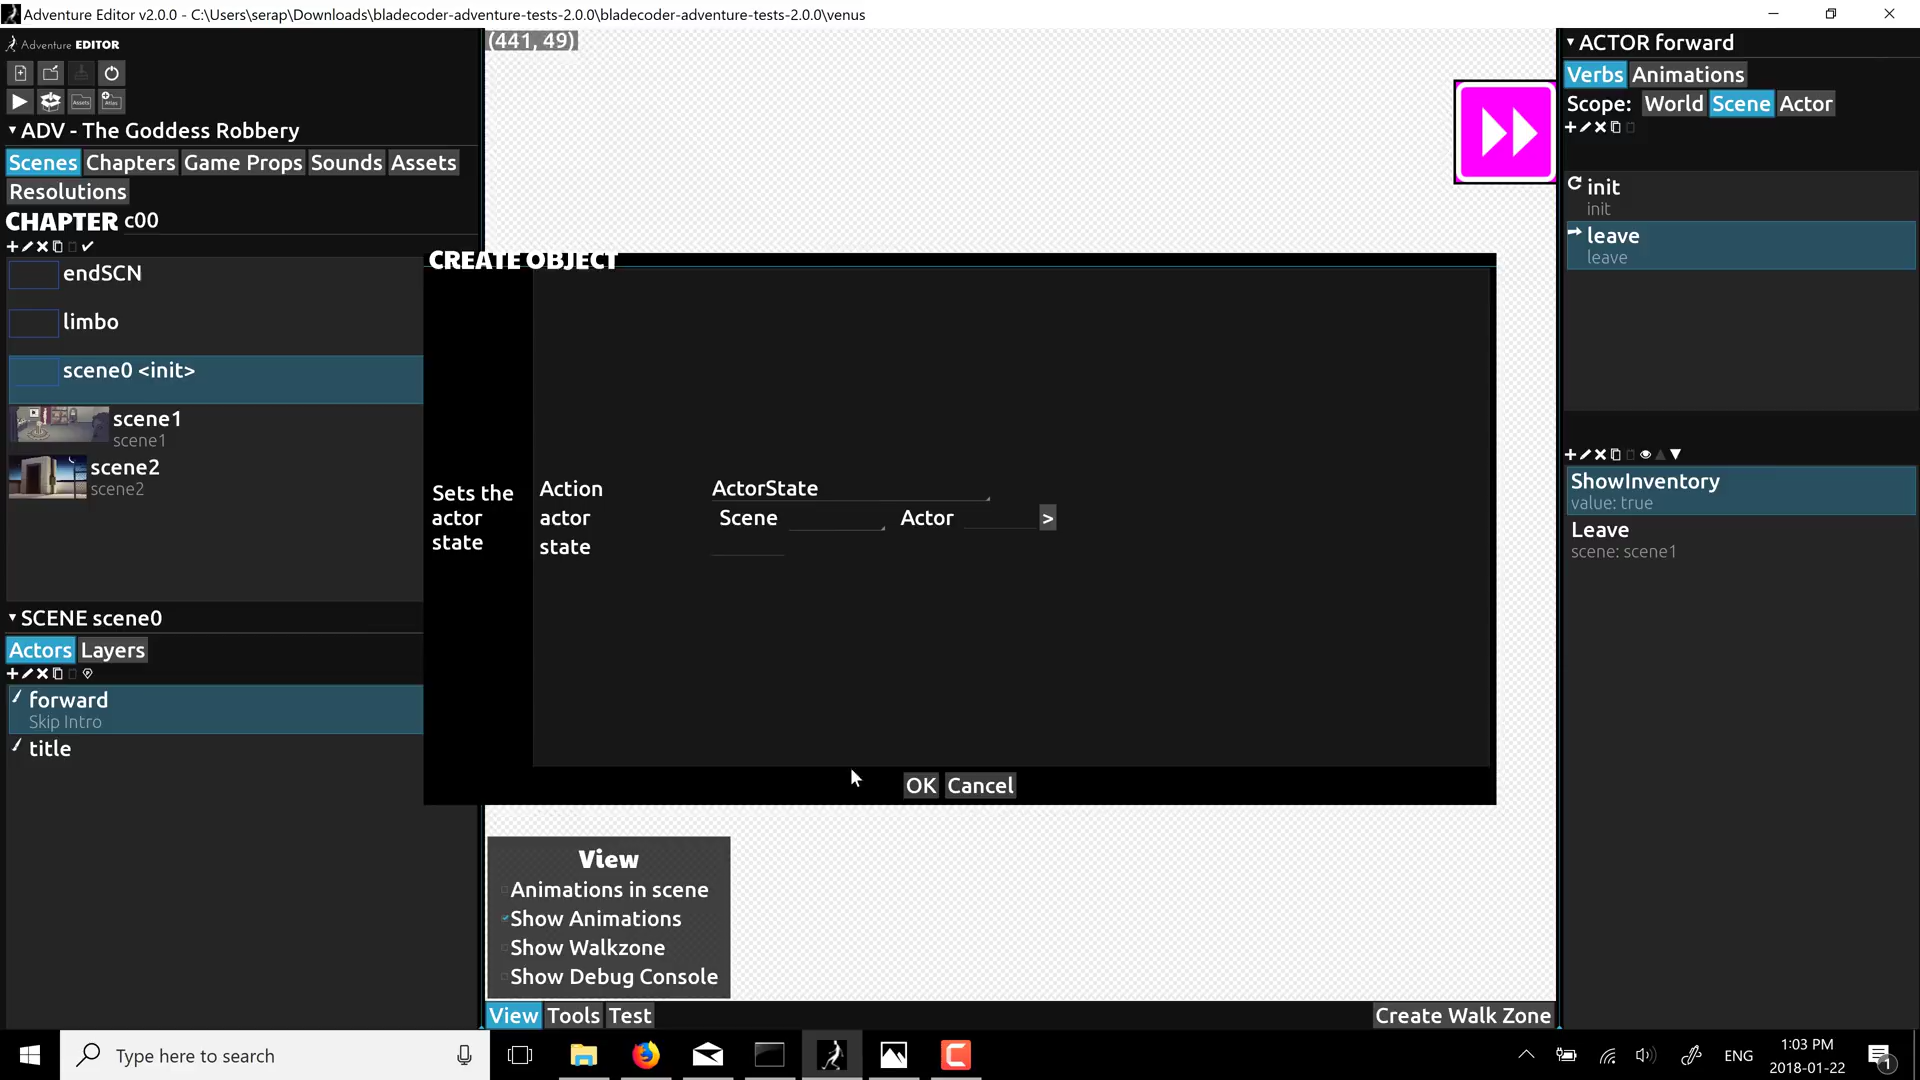 Adventure Editor v2.0.0 - C:\Users\serap\Downloads\bladecoder-adventure-tests-2.0.0\bladecoder-adventure-tests-2.0.0\venus
Adventure EDITOR
Assets
Atlas
ADV - The Goddess Robbery
Scenes Chapters Game Props Sounds Assets
Resolutions
CHAPTER c00
endSCN
limbo
scene0 <init>
scene1
scene1
scene2
scene2
SCENE scene0
Actors Layers
forward
Skip Intro
title
(441, 49)
CREATE OBJECT
Sets the
actor
state
Action ActorState
actor Scene Actor >
state
OK Cancel
View
Animations in scene
Show Animations
Show Walkzone
Show Debug Console
View Tools Test
Create Walk Zone
ACTOR forward
Verbs Animations
Scope: World Scene Actor
init
init
leave
leave
ShowInventory
value: true
Leave
scene: scene1
Type here to search
ENG
1:03 PM
2018-01-22
1